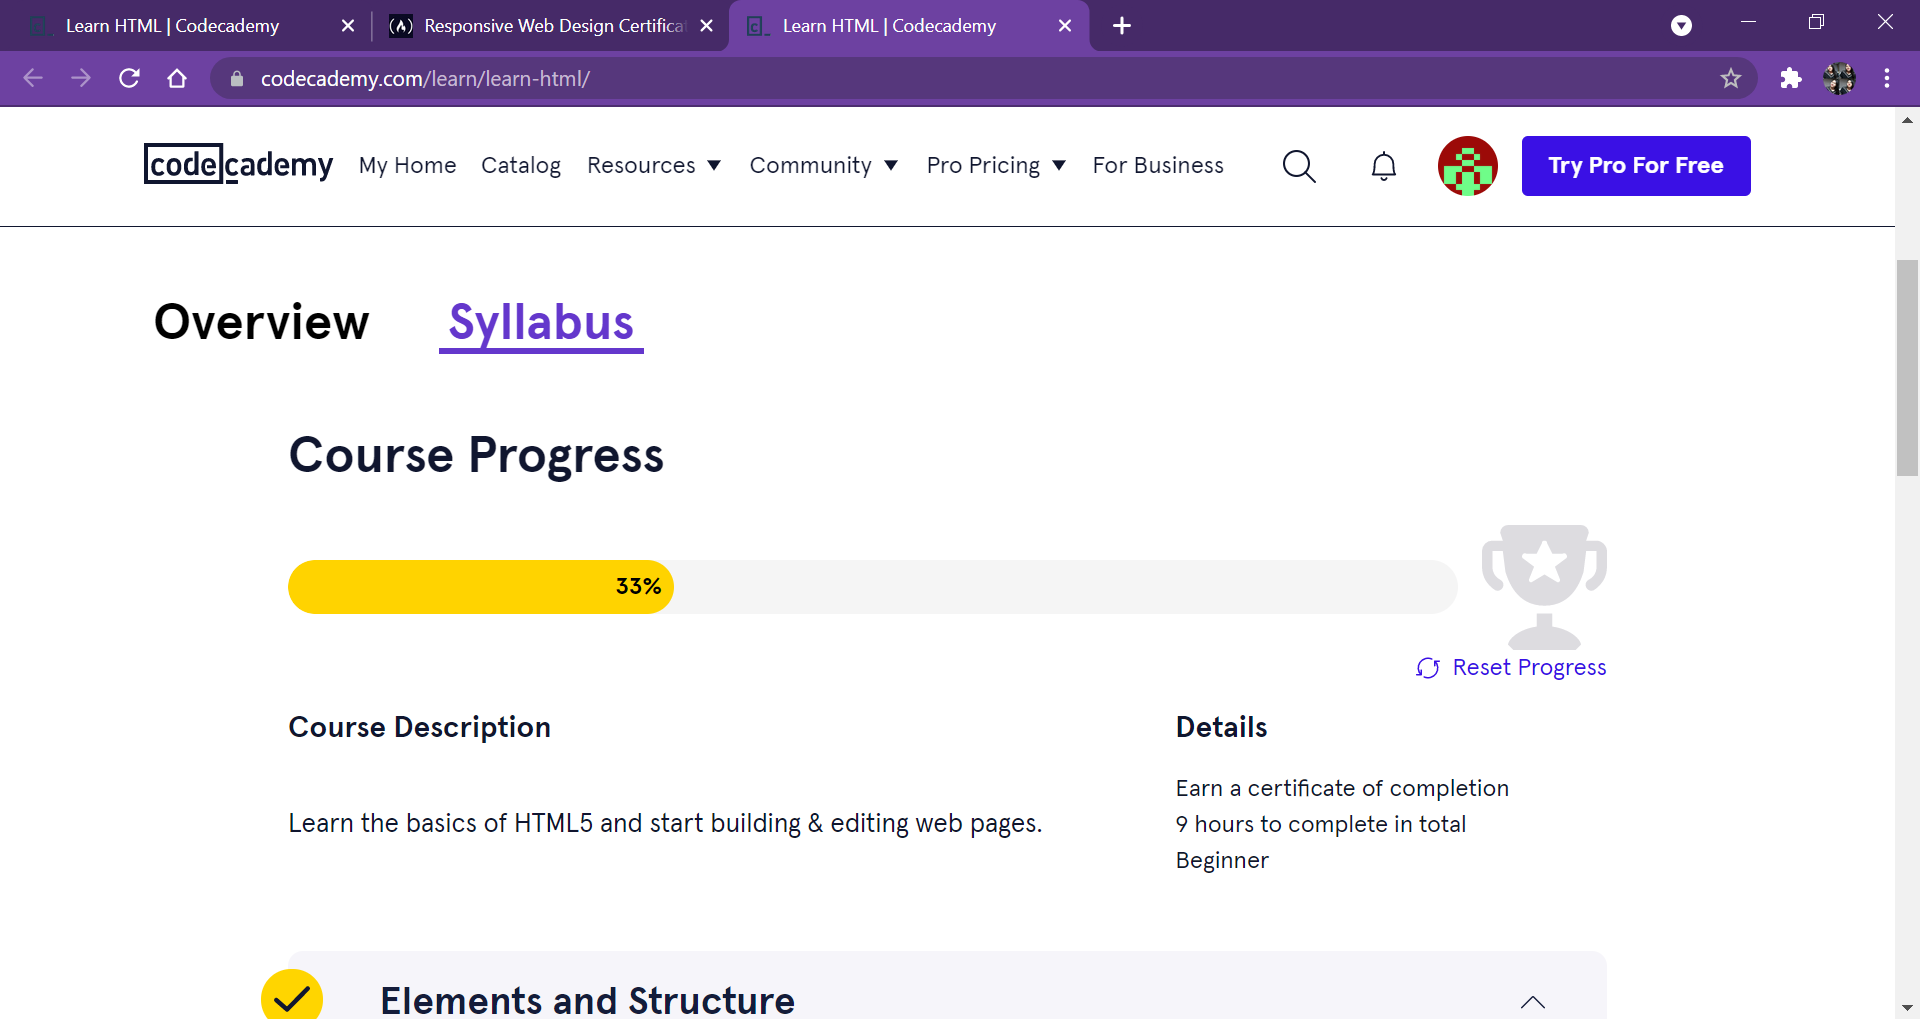 Learn HTML | Codecademy
Responsive Web Design Certifica
Learn HTML | Codecademy
codecademy.com/learn/learn-html/
codecademy My Home Catalog Resources Community Pro Pricing For Business Try Pro For Free
Overview Syllabus
Course Progress
33%
Reset Progress
Course Description
Learn the basics of HTML5 and start building & editing web pages.
Details
Earn a certificate of completion
9 hours to complete in total
Beginner
Elements and Structure